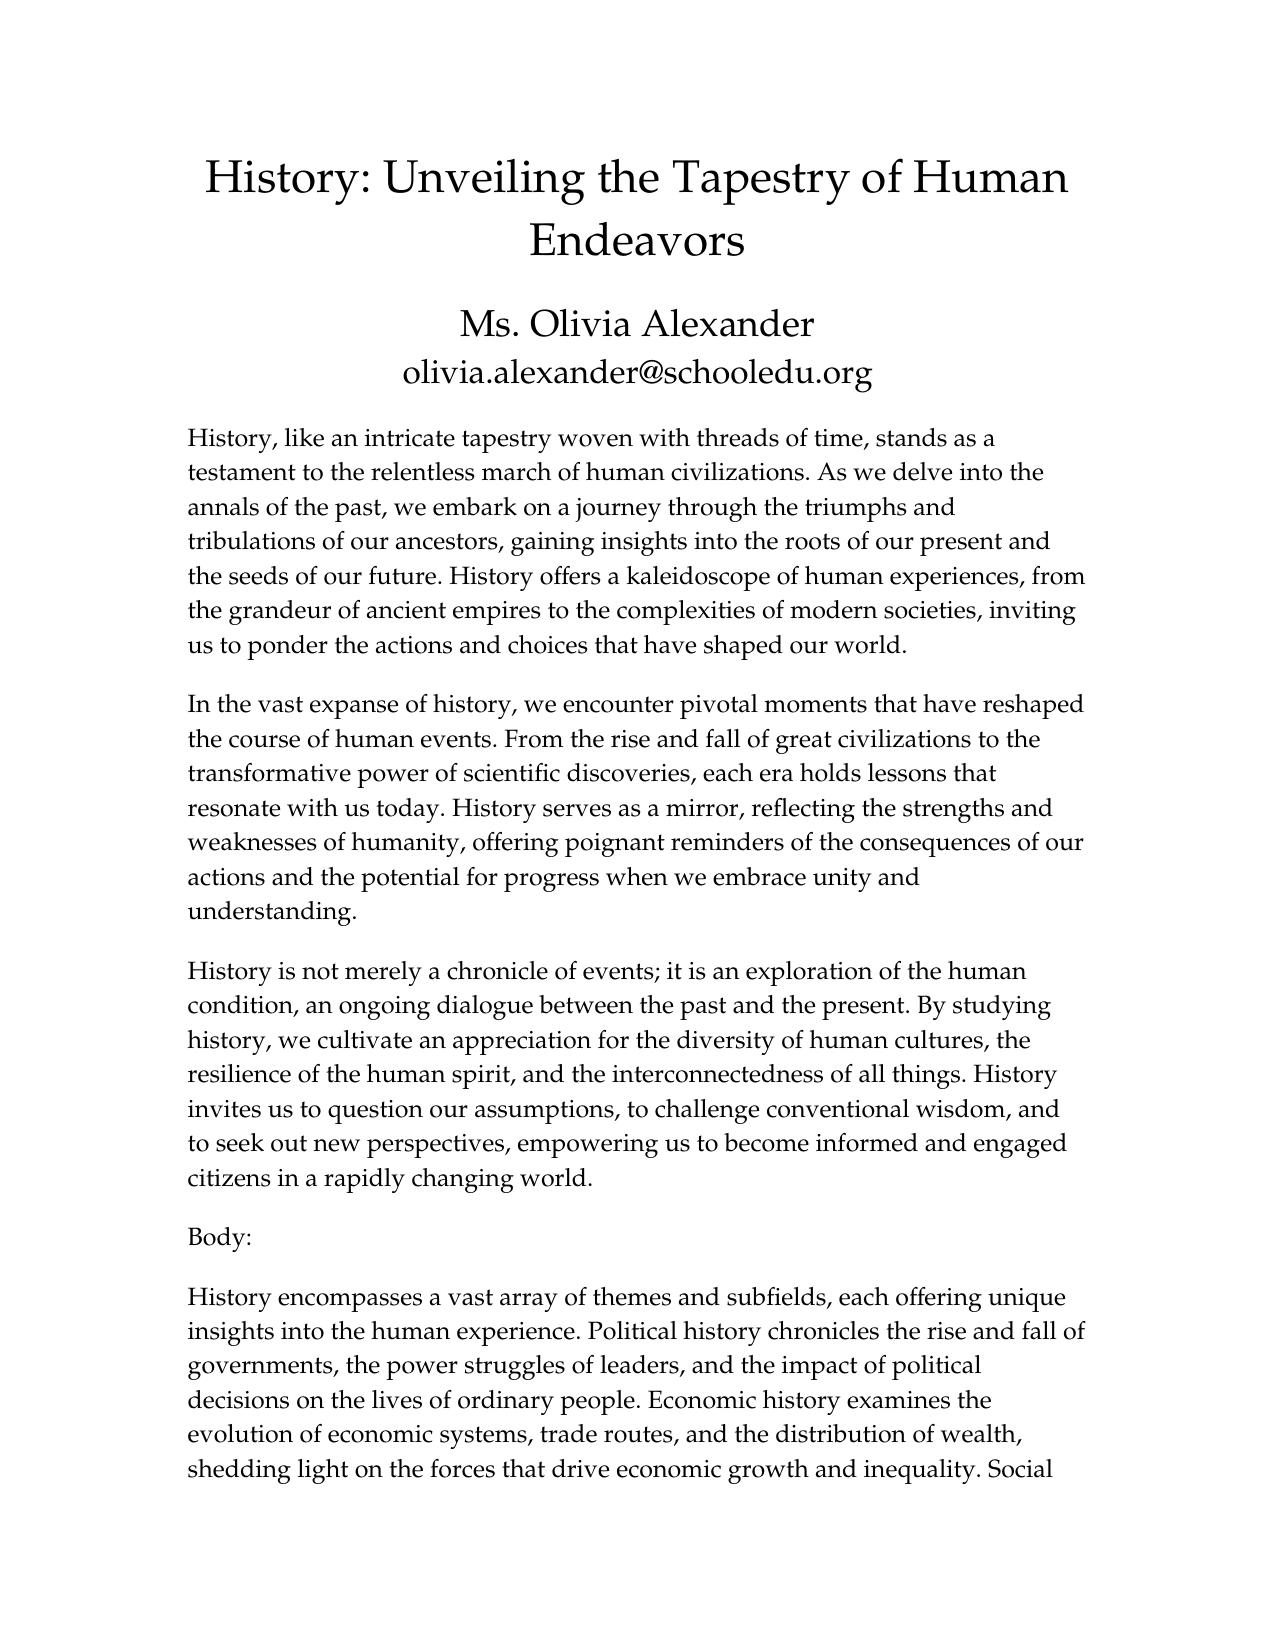 History: Unveiling the Tapestry of Human
Endeavors
Ms. Olivia Alexander
olivia.alexander@schooledu.org
History, like an intricate tapestry woven with threads of time, stands as a
testament to the relentless march of human civilizations. As we delve into the
annals of the past, we embark on a journey through the triumphs and
tribulations of our ancestors, gaining insights into the roots of our present and
the seeds of our future. History offers a kaleidoscope of human experiences, from
the grandeur of ancient empires to the complexities of modern societies, inviting
us to ponder the actions and choices that have shaped our world.
In the vast expanse of history, we encounter pivotal moments that have reshaped
the course of human events. From the rise and fall of great civilizations to the
transformative power of scientific discoveries, each era holds lessons that
resonate with us today. History serves as a mirror, reflecting the strengths and
weaknesses of humanity, offering poignant reminders of the consequences of our
actions and the potential for progress when we embrace unity and
understanding.
History is not merely a chronicle of events; it is an exploration of the human
condition, an ongoing dialogue between the past and the present. By studying
history, we cultivate an appreciation for the diversity of human cultures, the
resilience of the human spirit, and the interconnectedness of all things. History
invites us to question our assumptions, to challenge conventional wisdom, and
to seek out new perspectives, empowering us to become informed and engaged
citizens in a rapidly changing world.
Body:
History encompasses a vast array of themes and subfields, each offering unique
insights into the human experience. Political history chronicles the rise and fall of
governments, the power struggles of leaders, and the impact of political
decisions on the lives of ordinary people. Economic history examines the
evolution of economic systems, trade routes, and the distribution of wealth,
shedding light on the forces that drive economic growth and inequality. Social